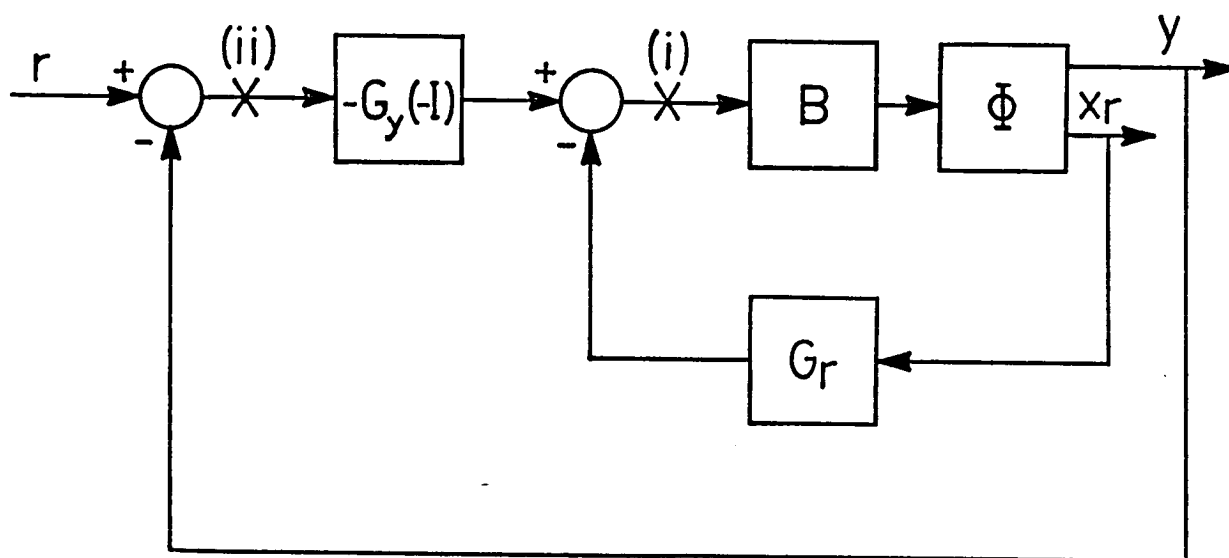 r
+
-
(ii)
-Gy(-I)
+
-
(i)
B
Φ
y
xr
Gr